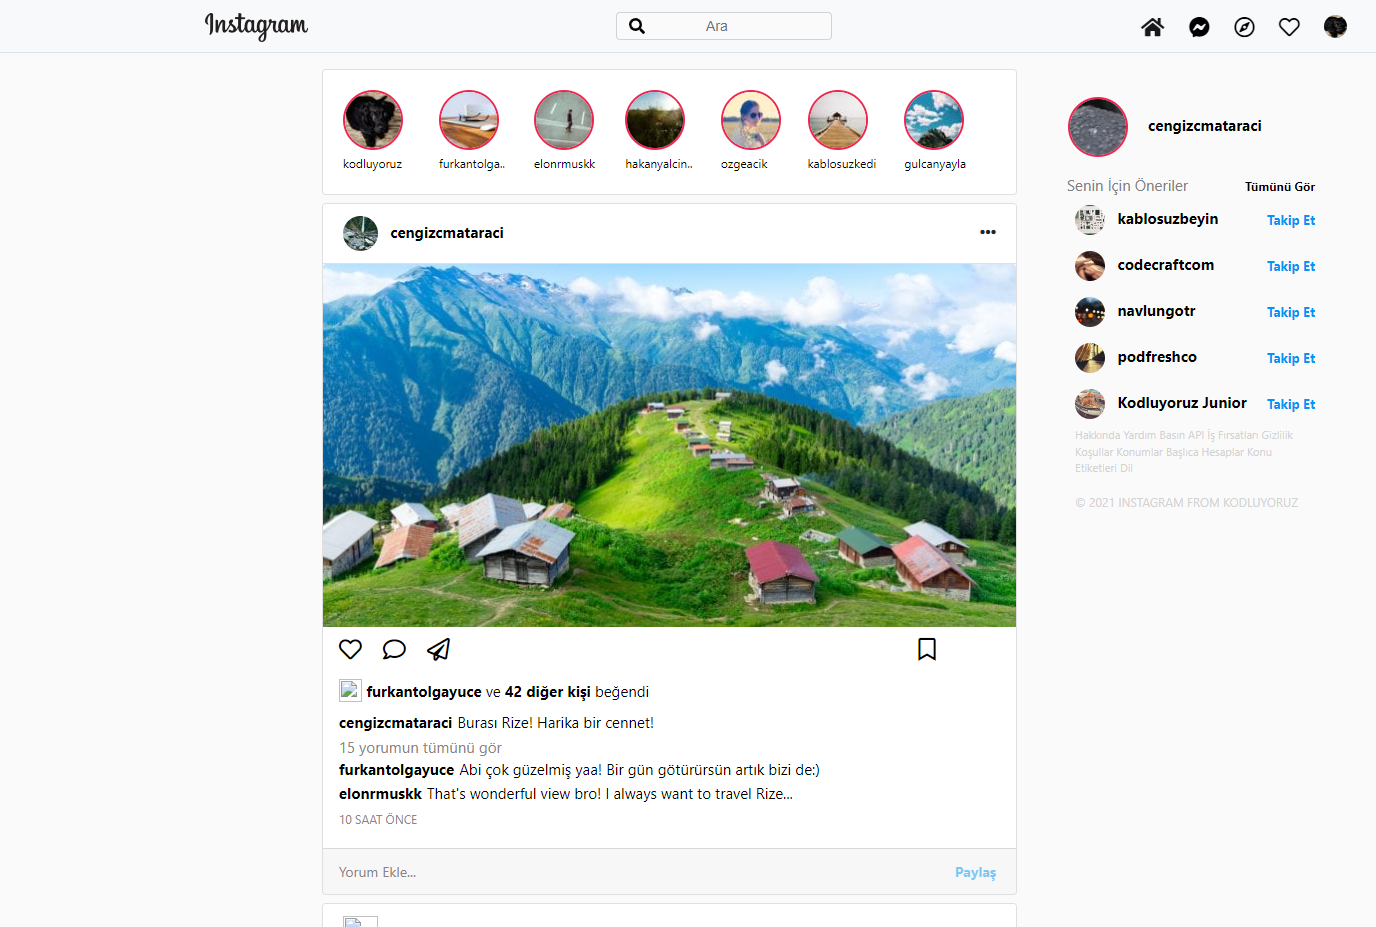 Instagram
Ara
kodluyoruz
furkantolga..
elonrmuskk
hakanyalcin..
ozgeacik
kablosuzkedi
gulcanyayla
cengizcmataraci
Senin İçin Öneriler
Tümünü Gör
kablosuzbeyin
Takip Et
codecraftcom
Takip Et
navlungotr
Takip Et
podfreshco
Takip Et
Kodluyoruz Junior
Takip Et
Hakkında Yardım Basın API İş Fırsatları Gizlilik
Koşullar Konumlar Başlıca Hesaplar Konu
Etiketleri Dil
© 2021 INSTAGRAM FROM KODLUYORUZ
cengizcmataraci
furkantolgayuce ve 42 diğer kişi beğendi
cengizcmataraci Burası Rize! Harika bir cennet!
15 yorumun tümünü gör
furkantolgayuce Abi çok güzelmiş yaa! Bir gün götürürsün artık bizi de:)
elonrmuskk That's wonderful view bro! I always want to travel Rize...
10 SAAT ÖNCE
Yorum Ekle...
Paylaş